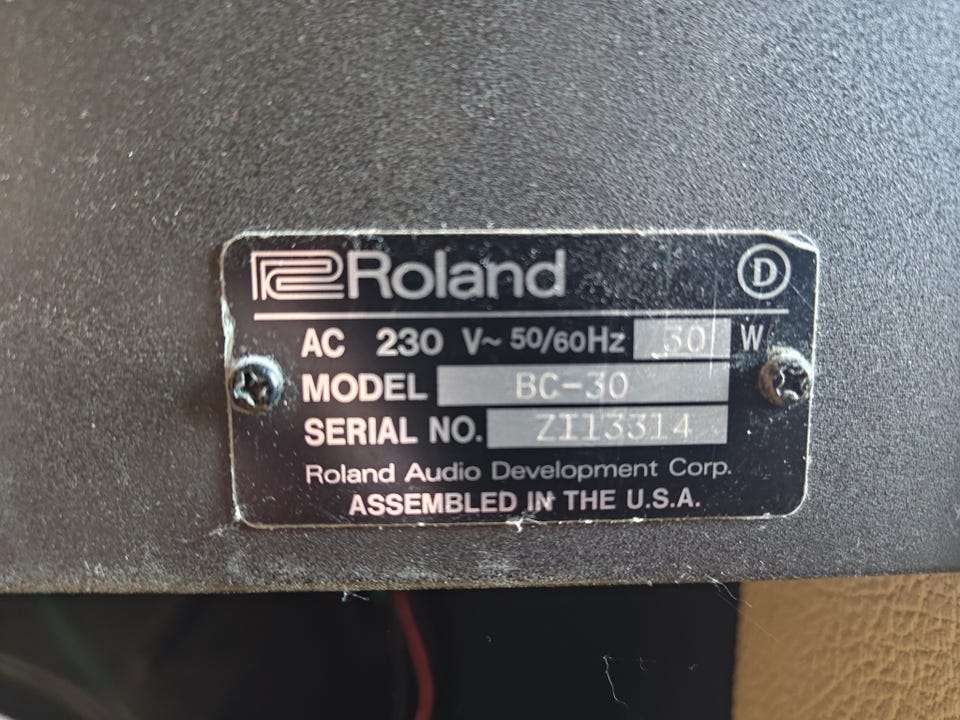 Roland D
AC 230 V~ 50/60Hz 50 W
MODEL BC-30
SERIAL NO. ZI13314
Roland Audio Development Corp.
ASSEMBLED IN THE U.S.A.